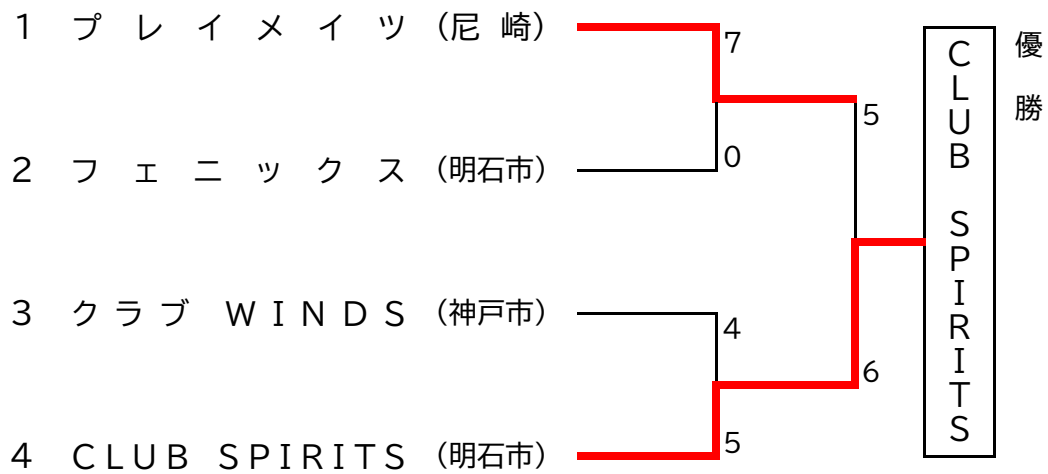 1 プレイメイツ (尼崎)
7
2 フェニックス (明石市)
0
3 クラブ WINDS (神戸市)
4
4 CLUB SPIRITS (明石市)
5
5
6
CLUB SPIRITS
優勝